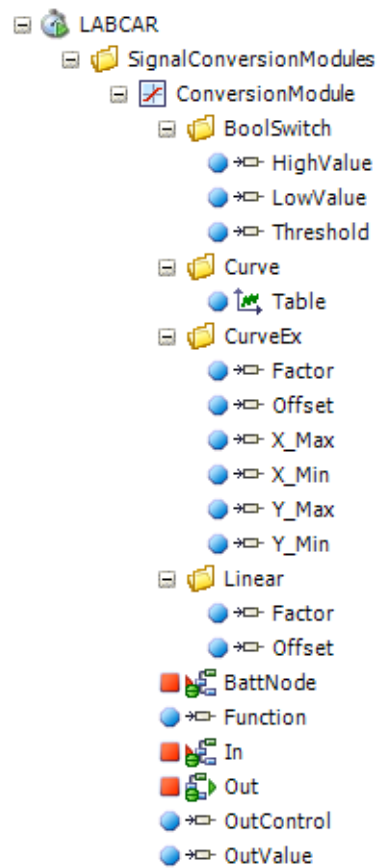 LABCAR
SignalConversionModules
ConversionModule
BoolSwitch
HighValue
LowValue
Threshold
Curve
Table
CurveEx
Factor
Offset
X_Max
X_Min
Y_Max
Y_Min
Linear
Factor
Offset
BattNode
Function
In
Out
OutControl
OutValue